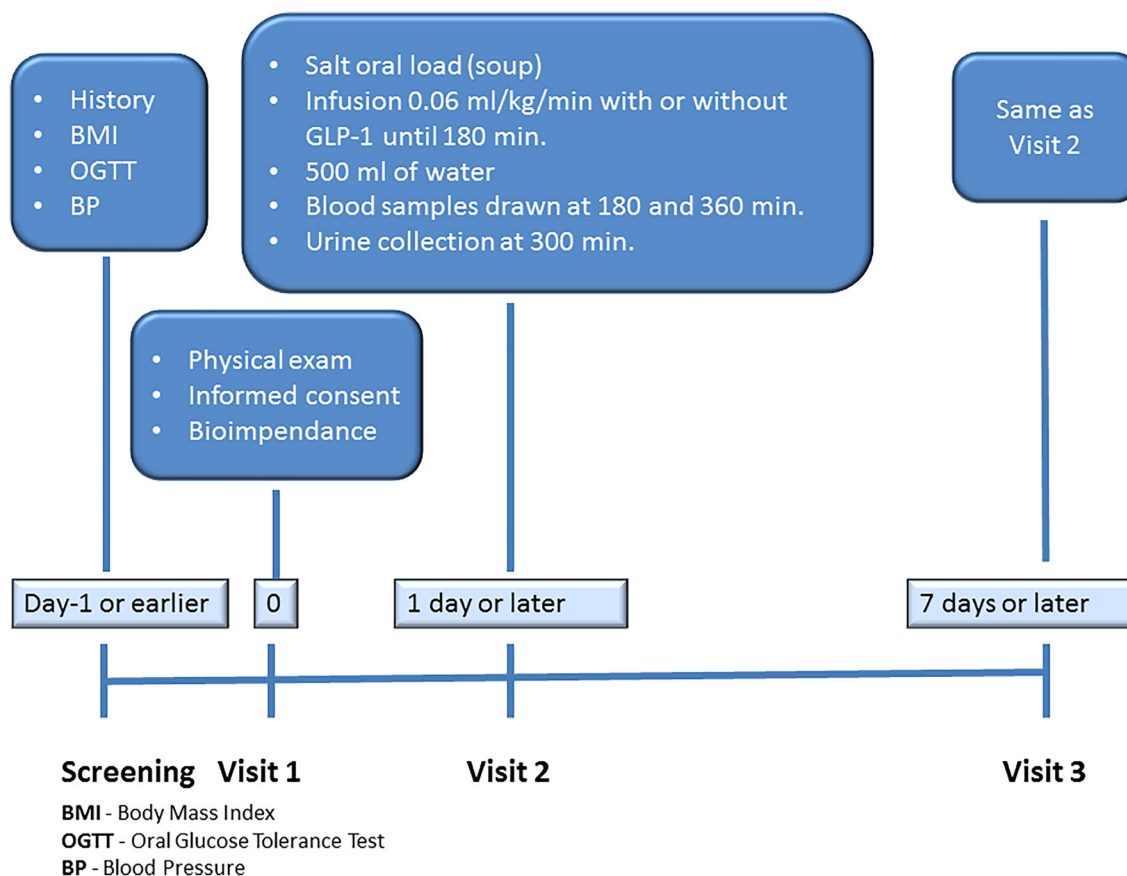 • History
• BMI
• OGTT
• BP
• Salt oral load (soup)
• Infusion 0.06 ml/kg/min with or without
GLP-1 until 180 min.
• 500 ml of water
• Blood samples drawn at 180 and 360 min.
• Urine collection at 300 min.
Same as
Visit 2
• Physical exam
• Informed consent
• Bioimpendance
Day-1 or earlier
0
1 day or later
7 days or later
Screening
Visit 1
Visit 2
Visit 3
BMI - Body Mass Index
OGTT - Oral Glucose Tolerance Test
BP - Blood Pressure